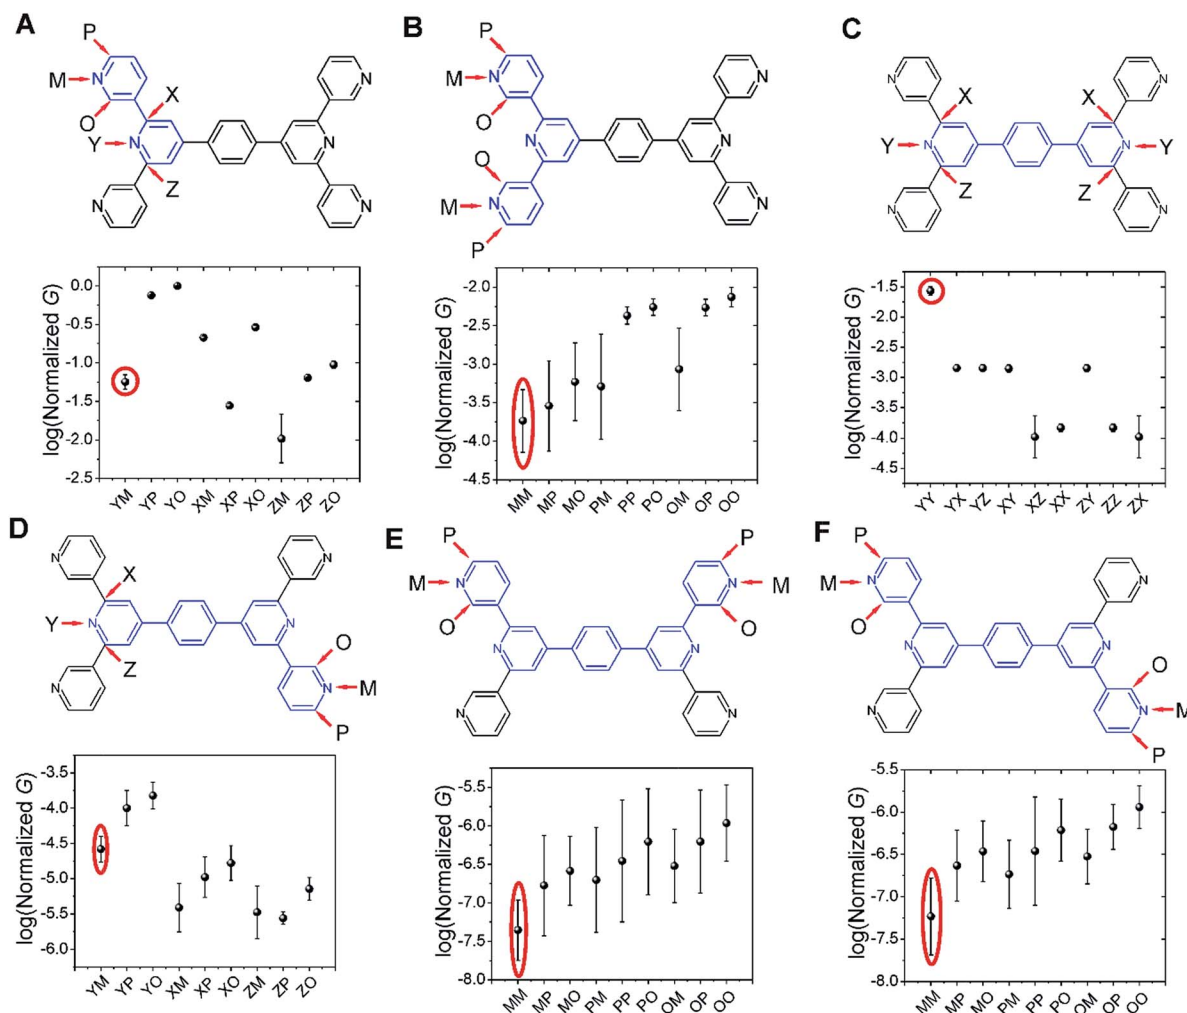 A
P
M
N
X
O
Y
N
N
Z
N
N
N
log(Normalized G)
0.0
-0.5
-1.0
-1.5
-2.0
-2.5
YM YP YO XM XP XO ZM ZP ZO
B
P
M
N
N
O
N
N
O
M
N
N
P
log(Normalized G)
-2.0
-2.5
-3.0
-3.5
-4.0
-4.5
MM MP MO PM PP PO OM OP OO
C
N
N
X
X
Y
N
N
Y
Z
Z
N
N
log(Normalized G)
-1.5
-2.0
-2.5
-3.0
-3.5
-4.0
-4.5
YY YX YZ XY XZ XX ZY ZZ ZX
D
N
N
X
Y
N
N
O
Z
N
N
M
P
log(Normalized G)
-3.5
-4.0
-4.5
-5.0
-5.5
-6.0
YM YP YO XM XP XO ZM ZP ZO
E
P
P
M
N
N
M
O
O
N
N
N
N
log(Normalized G)
-5.5
-6.0
-6.5
-7.0
-7.5
-8.0
MM MP MO PM PP PO OM OP OO
F
P
M
N
N
O
N
N
O
N
N
M
P
log(Normalized G)
-5.5
-6.0
-6.5
-7.0
-7.5
-8.0
MM MP MO PM PP PO OM OP OO